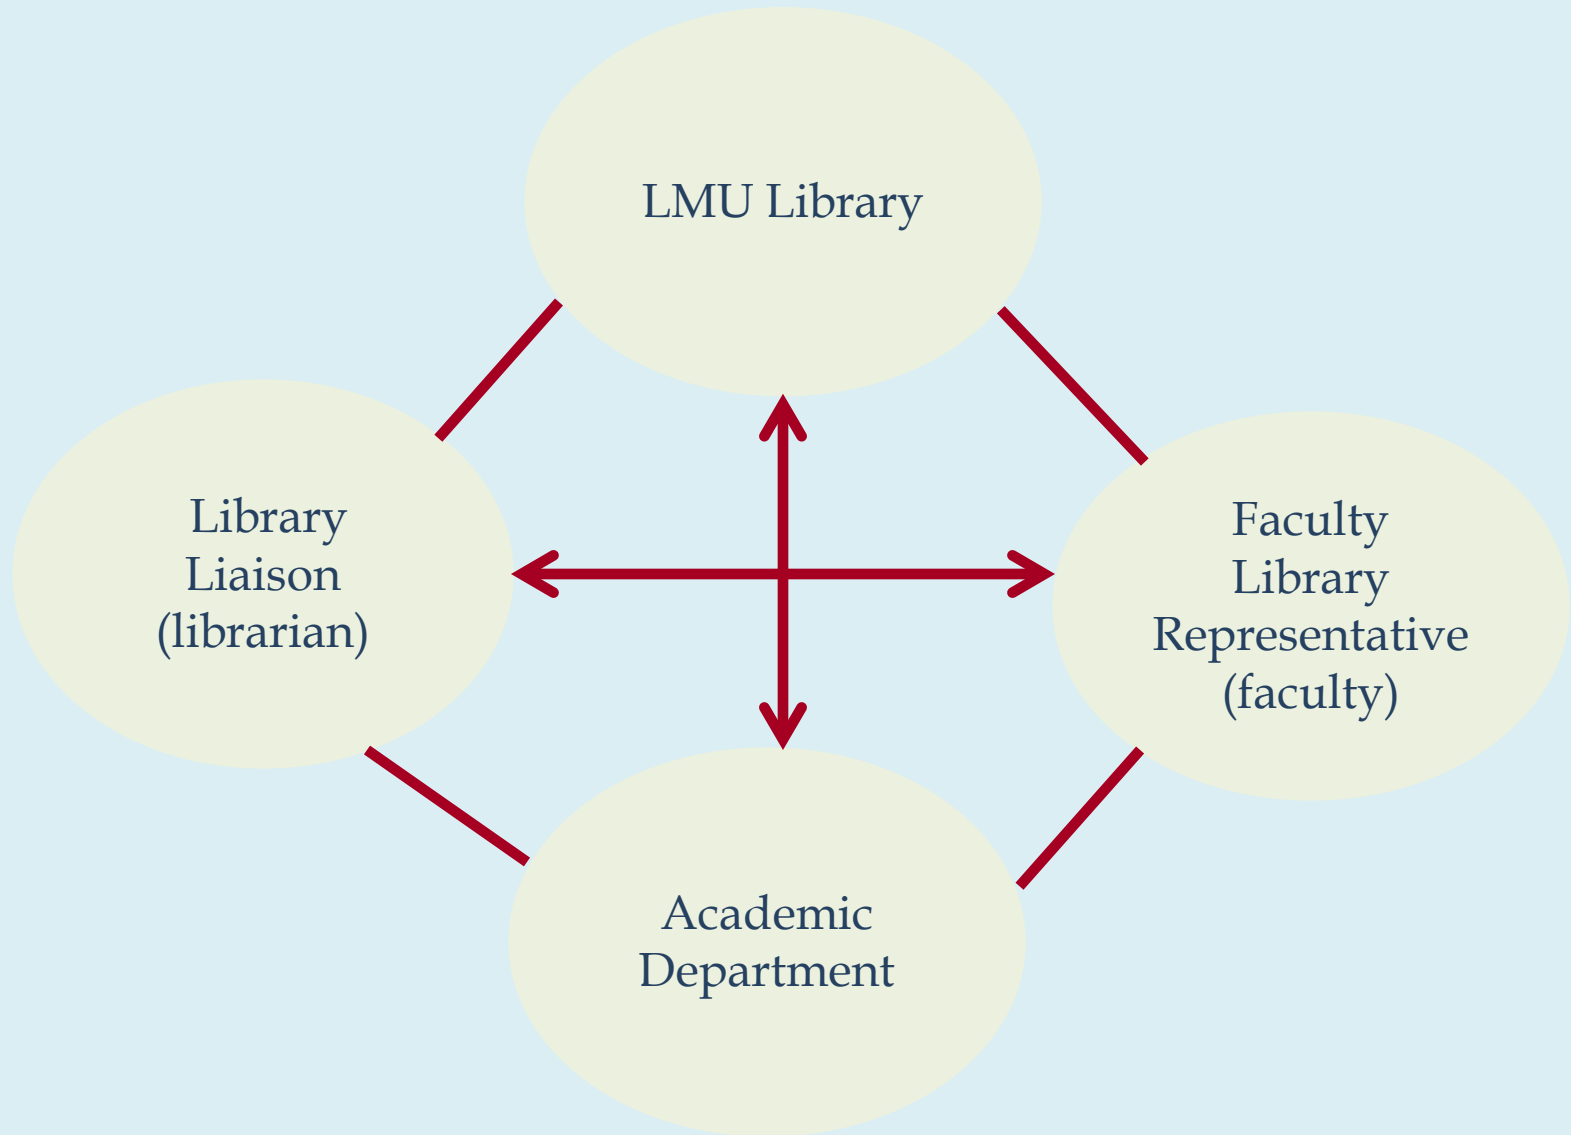 LMU Library
Library
Liaison
(librarian)
Faculty
Library
Representative
(faculty)
Academic
Department